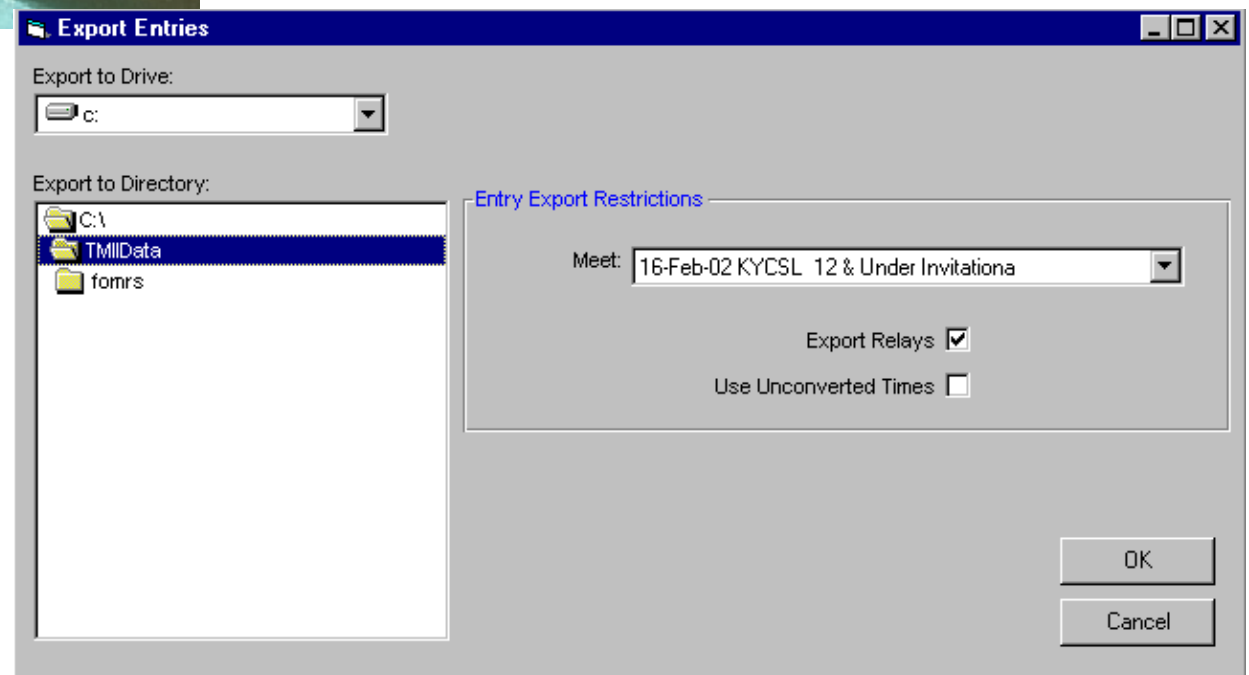 Export Entries
Export to Drive:
c:
Export to Directory:
C:\
TMIIData
fomrs
Entry Export Restrictions
Meet: 16-Feb-02 KYCSL  12 & Under Invitationa
Export Relays
Use Unconverted Times
OK
Cancel